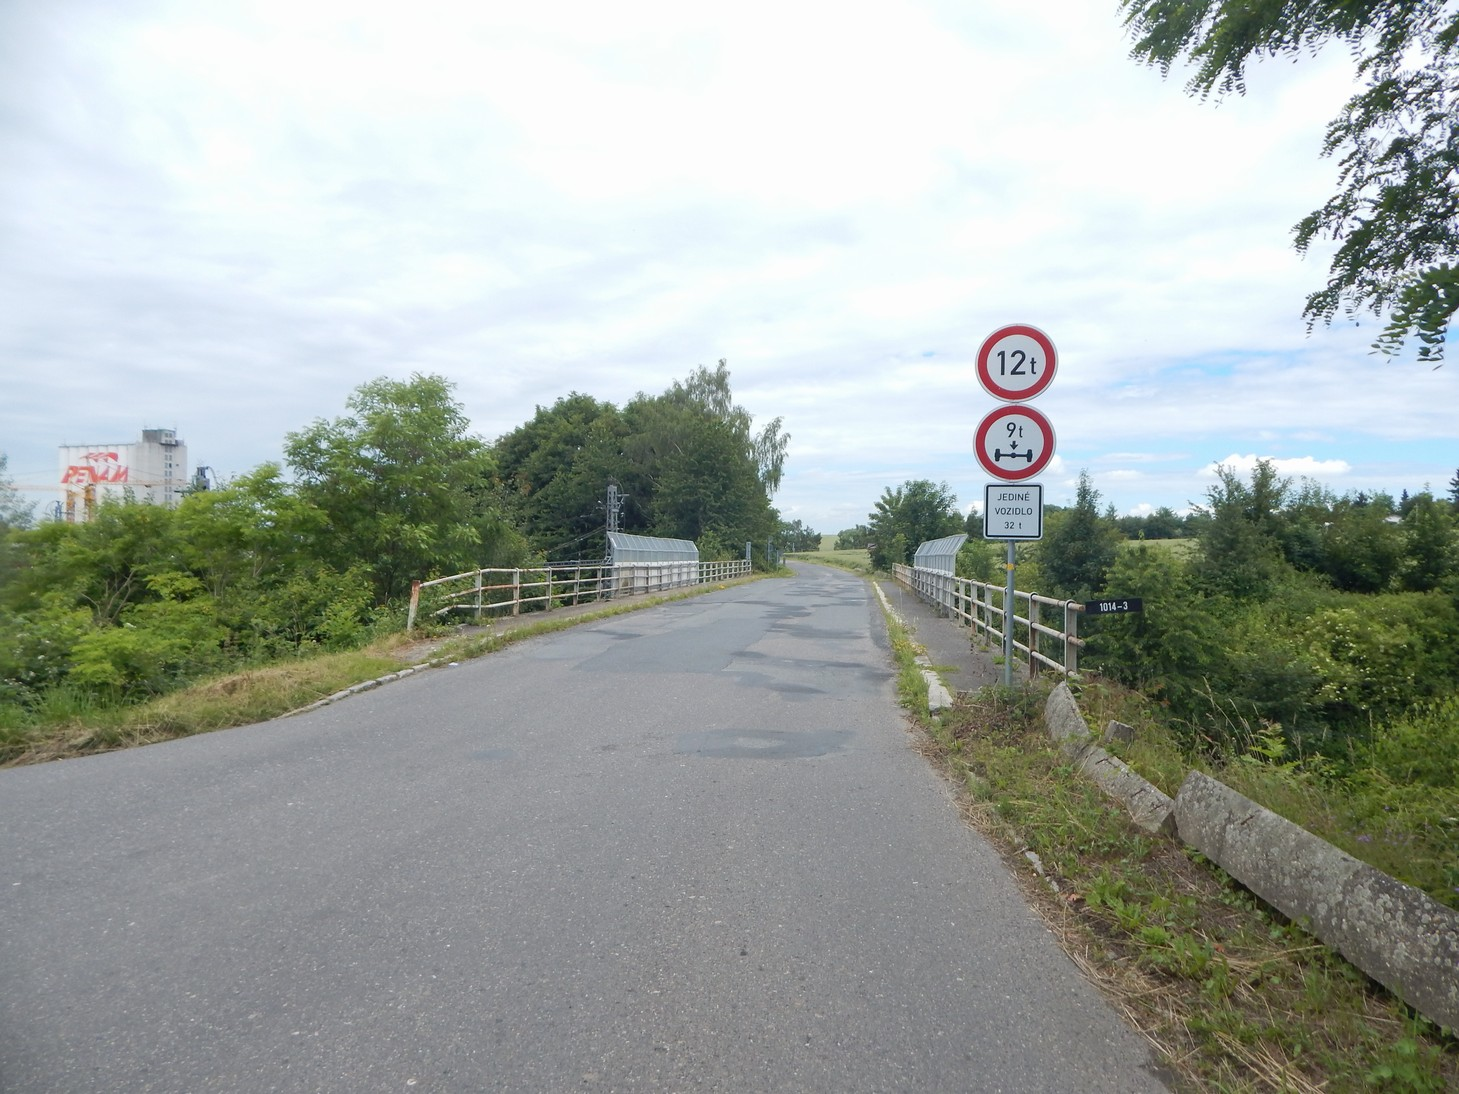 12t
9t
JEDINÉ
VOZIDLO
32 t
1014-3
PENAM